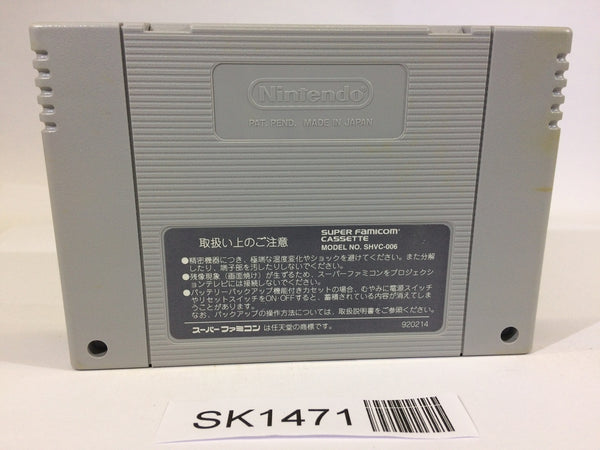 Nintendo
PAT. PEND. MADE IN JAPAN
取扱い上のご注意
SUPER FAMICOM
CASSETTE
MODEL NO. SHVC-006
●精密機器につき、極端な温度変化やショックを避けてください。また分解
したり、端子部を汚したりしないでください。
●残像現象（画面焼け）が生ずるため、スーパーファミコンをプロジェクシ
ョンテレビには接続しないでください。
●バッテリーバックアップ機能付きカセットの場合、むやみに電源スイッチ
やリセットスイッチをON・OFFすると、蓄積されている内容が消えてしま
うことがあります。
なお、バックアップの操作方法については、取扱説明書をご参照ください。
スーパーファミコン は任天堂の商標です。
920214
SK1471